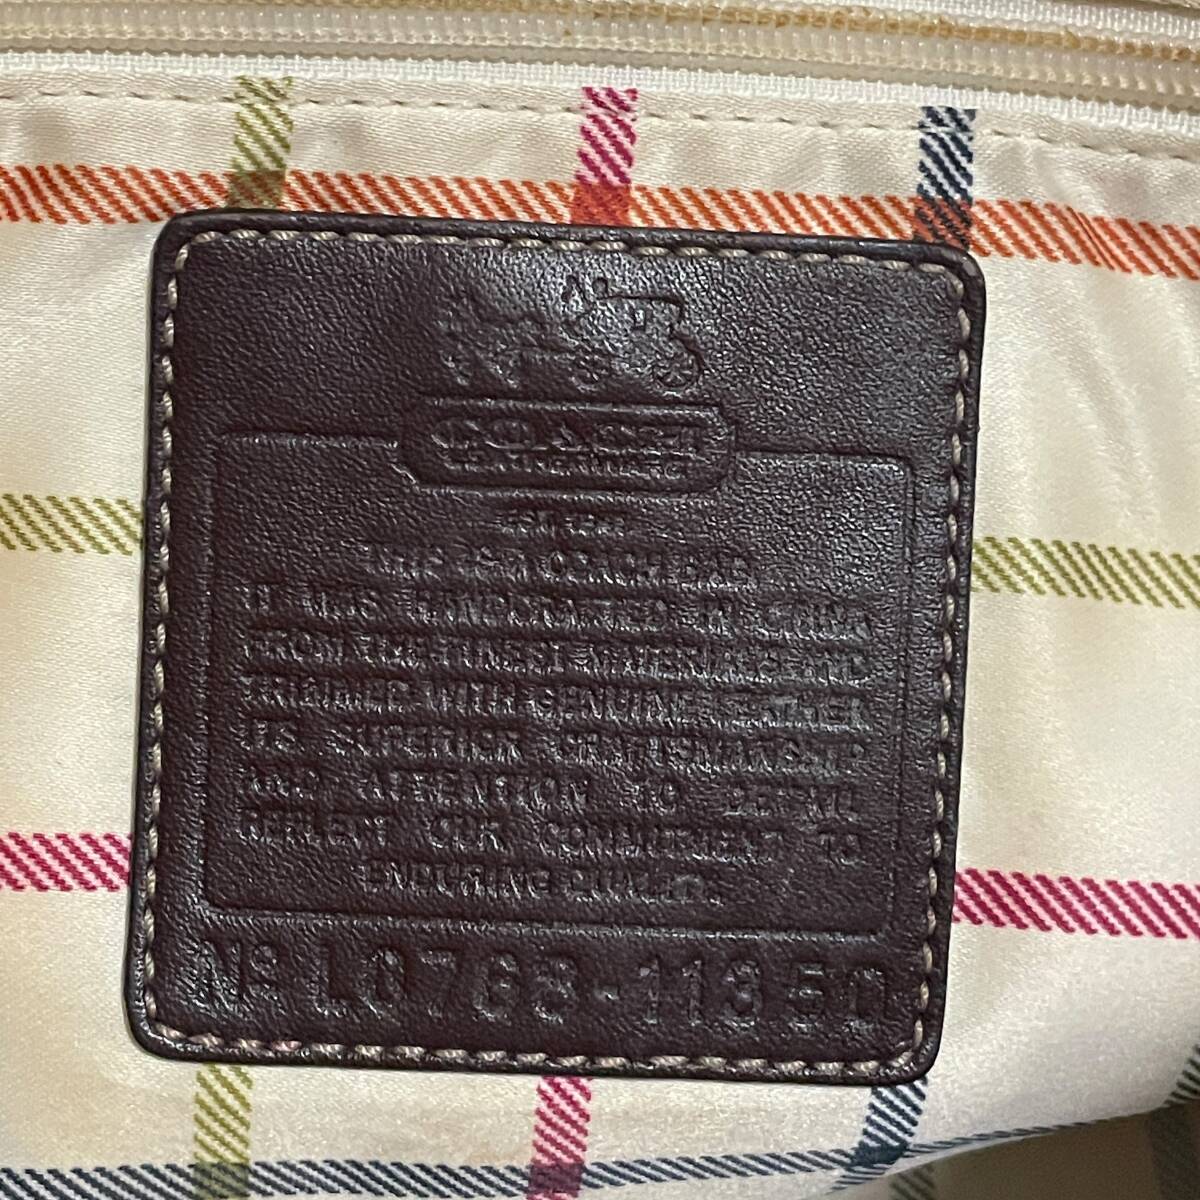 COACH
THIS IS A COACH BAG.
IT WAS HANDCRAFTED IN CHINA
FROM THE FINEST MATERIALS AND
TRIMMED WITH GENUINE LEATHER
ITS SUPERIOR CRAFTSMANSHIP
AND ATTENTION TO DETAIL
REFLECT OUR COMMITMENT TO
ENDURING QUALITY.
Nº L0768-11350